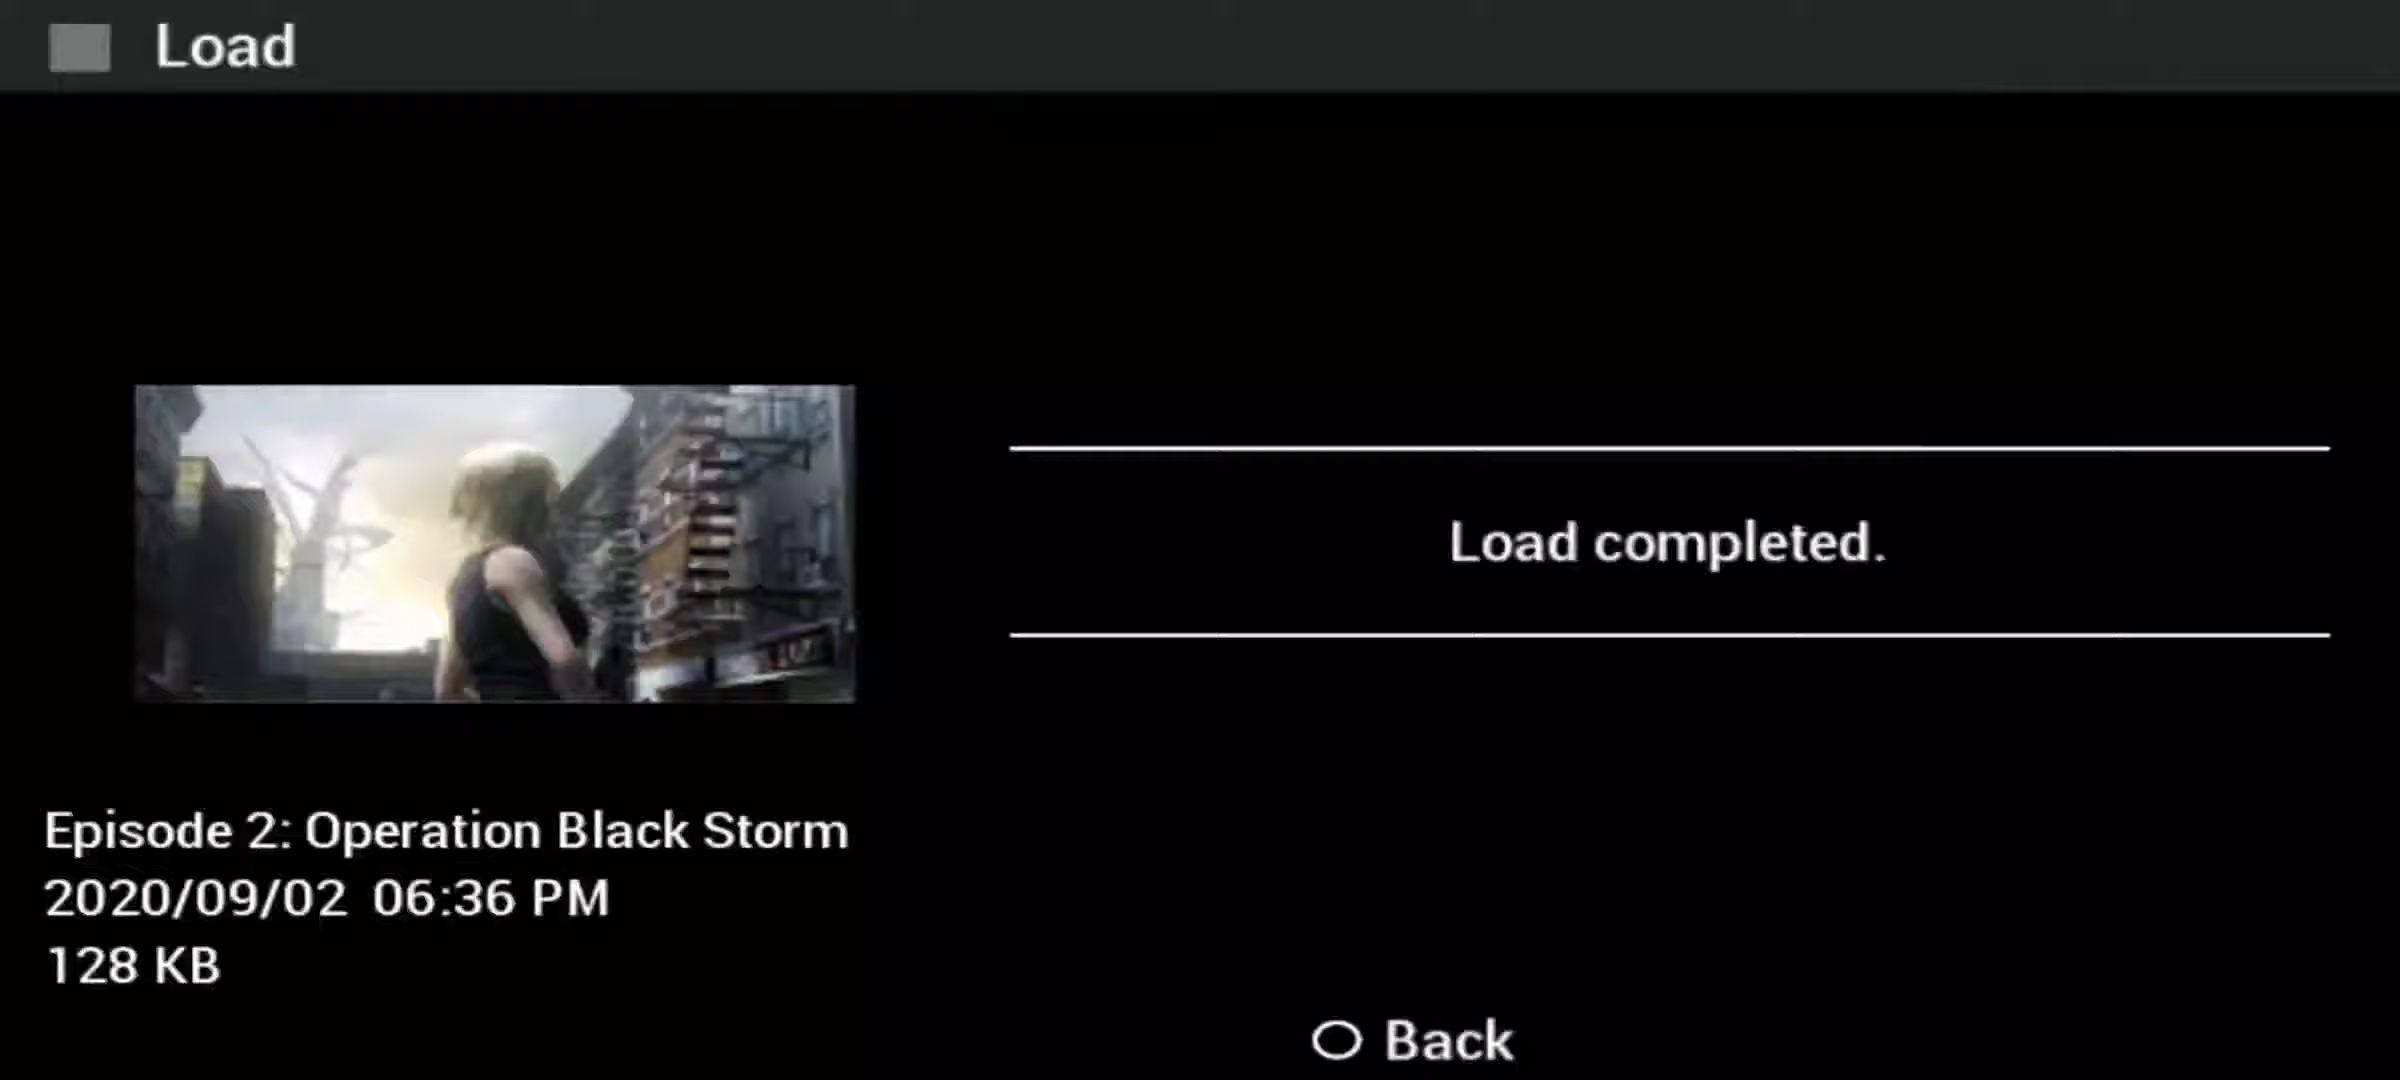 Load
Load completed.
Episode 2: Operation Black Storm
2020/09/02 06:36 PM
128 KB
Back